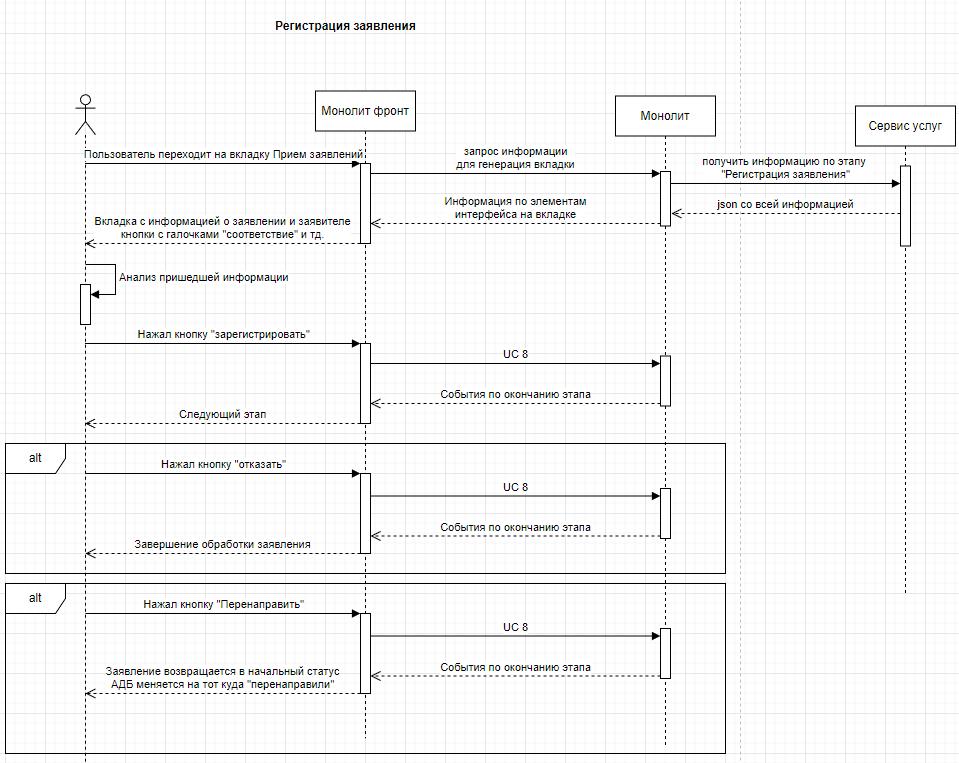 Регистрация заявления
Монолит фронт
Монолит
Сервис услуг
Пользователь переходит на вкладку Прием заявлений
запрос информации
для генерация вкладки
получить информацию по этапу
"Регистрация заявления"
json со всей информацией
Информация по элементам
интерфейса на вкладке
Вкладка с информацией о заявлении и заявителе
кнопки с галочками "соответствие" и тд.
Анализ пришедшей информации
Нажал кнопку "зарегистрировать"
UC 8
События по окончанию этапа
Следующий этап
alt
Нажал кнопку "отказать"
UC 8
События по окончанию этапа
Завершение обработки заявления
alt
Нажал кнопку "Перенаправить"
UC 8
События по окончанию этапа
Заявление возвращается в начальный статус
АДБ меняется на тот куда "перенаправили"